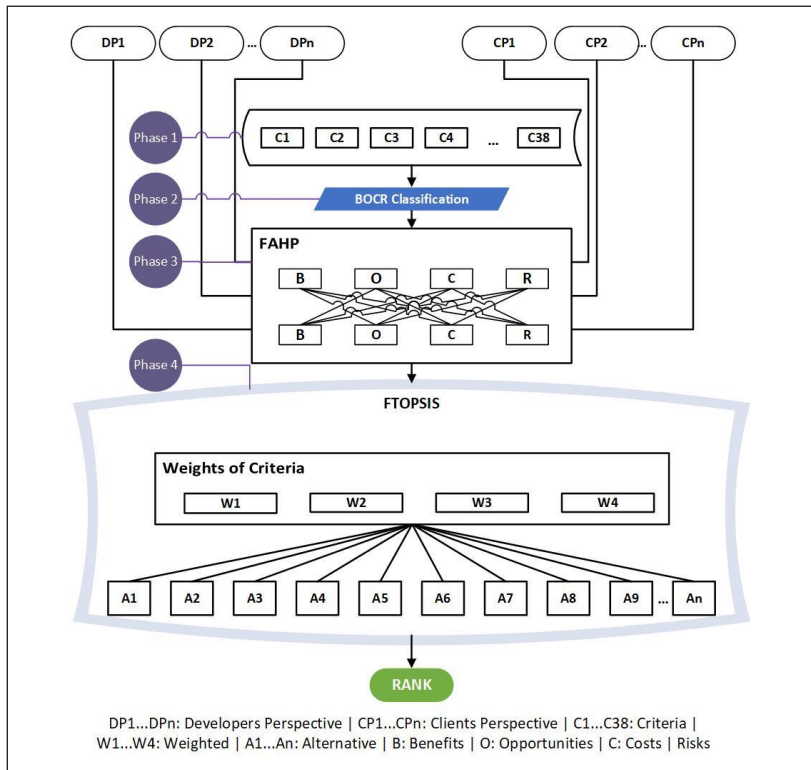 DP1 DP2 ... DPn CP1 CP2 ... CPn
Phase 1
C1 C2 C3 C4 ... C38
Phase 2
BOCR Classification
Phase 3
FAHP
B O C R
B O C R
Phase 4
FTOPSIS
Weights of Criteria
W1 W2 W3 W4
A1 A2 A3 A4 A5 A6 A7 A8 A9 ... An
RANK
DP1...DPn: Developers Perspective | CP1...CPn: Clients Perspective | C1...C38: Criteria |
W1...W4: Weighted | A1...An: Alternative | B: Benefits | O: Opportunities | C: Costs | Risks